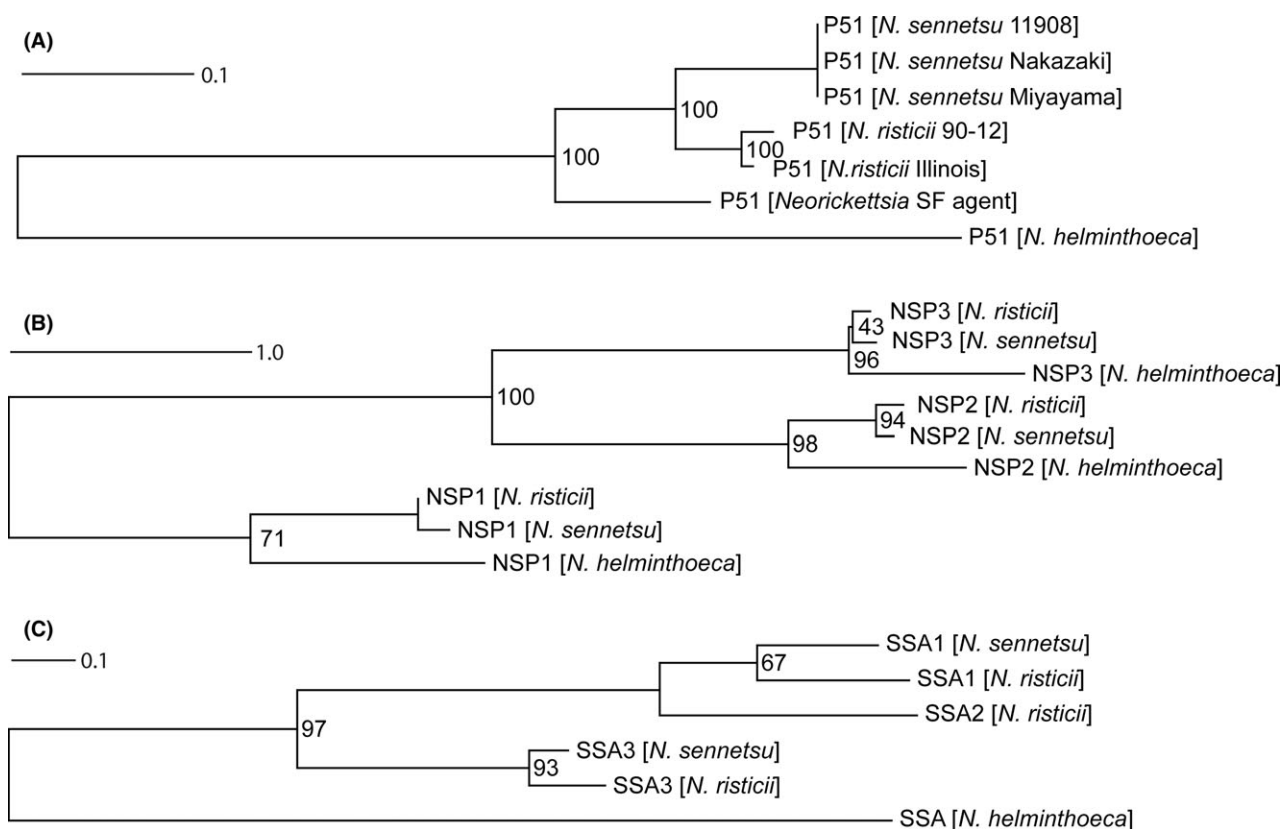 (A)
0.1
P51 [N. sennetsu 11908]
P51 [N. sennetsu Nakazaki]
P51 [N. sennetsu Miyayama]
100
P51 [N. risticii 90-12]
100
100
P51 [N.risticii Illinois]
P51 [Neorickettsia SF agent]
P51 [N. helminthoeca]
(B)
1.0
NSP3 [N. risticii]
43
NSP3 [N. sennetsu]
96
NSP3 [N. helminthoeca]
100
NSP2 [N. risticii]
94
NSP2 [N. sennetsu]
98
NSP2 [N. helminthoeca]
NSP1 [N. risticii]
NSP1 [N. sennetsu]
71
NSP1 [N. helminthoeca]
(C)
0.1
SSA1 [N. sennetsu]
67
SSA1 [N. risticii]
SSA2 [N. risticii]
97
SSA3 [N. sennetsu]
93
SSA3 [N. risticii]
SSA [N. helminthoeca]